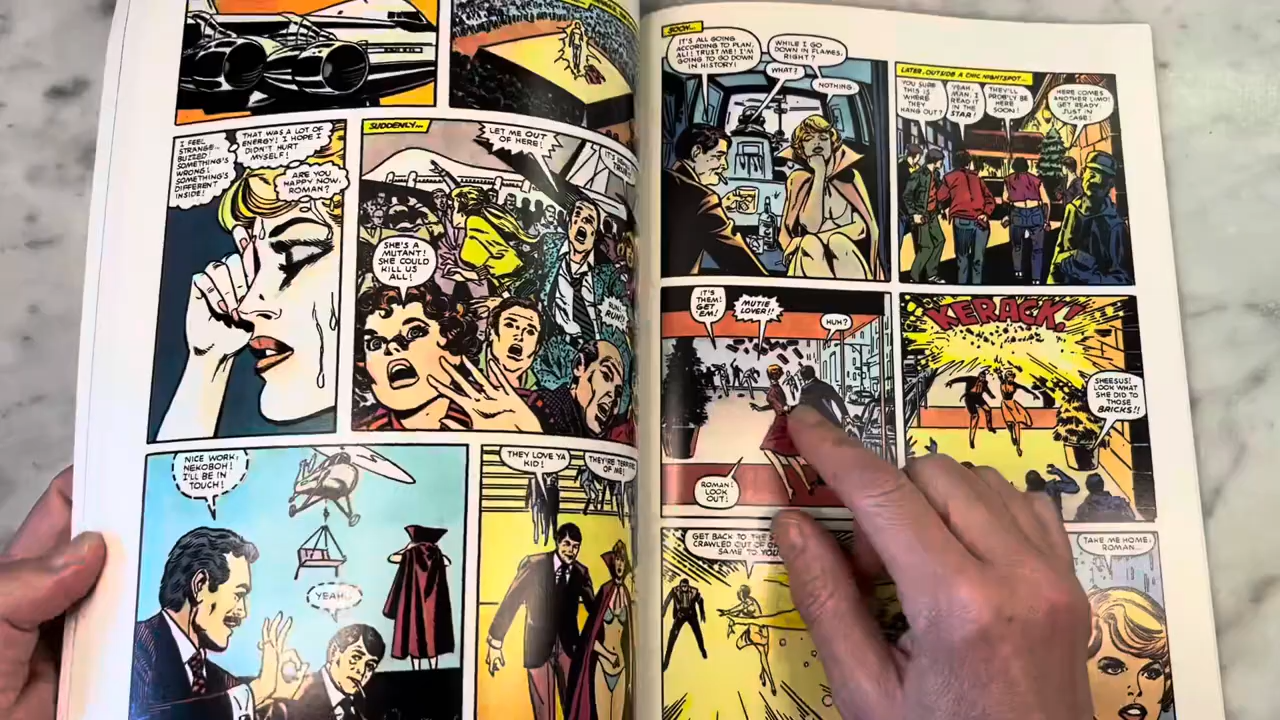 I FEEL
STRANGE--
BUZZED!
SOMETHING'S
WRONG!
SOMETHING'S
DIFFERENT
INSIDE!
THAT WAS A LOT OF
ENERGY! I HOPE I
DIDN'T HURT
MYSELF!
ARE YOU
HAPPY NOW,
ROMAN?
SUDDENLY...
LET ME OUT
OF HERE!
SHE'S A
MUTANT!
SHE COULD
KILL US
ALL!
RUN!
NICE WORK,
NEKOBOH!
I'LL BE IN
TOUCH!
YEAH.
THEY LOVE YA
KID!
THEY'RE
OF ME!
SOON...
IT'S ALL GOING
ACCORDING TO PLAN,
ALI! TRUST ME! I'M
GOING TO GO DOWN
IN HISTORY!
WHILE I GO
DOWN IN FLAMES,
RIGHT?
WHAT?
NOTHING.
LATER, OUTSIDE A CHIC NIGHTSPOT...
YOU SURE
THIS IS
WHERE
THEY
HANG OUT?
YEAH,
MAN, I
READ IT
IN THE
STAR!
THEY'LL
PROB'LY BE
HERE
SOON!
HERE COMES
ANOTHER LIMO!
GET READY,
JUST IN
CASE!
IT'S
THEM!
GET
'EM!
MUTIE
LOVER!!
HUH?
ROMAN!
LOOK
OUT!
KERACK!
SHEESUS!
LOOK WHAT
SHE DID TO
THOSE
BRICKS!!
GET BACK TO THE
CRAWLED OUT OF
SAME TO YOU
TAKE ME HOME,
ROMAN...